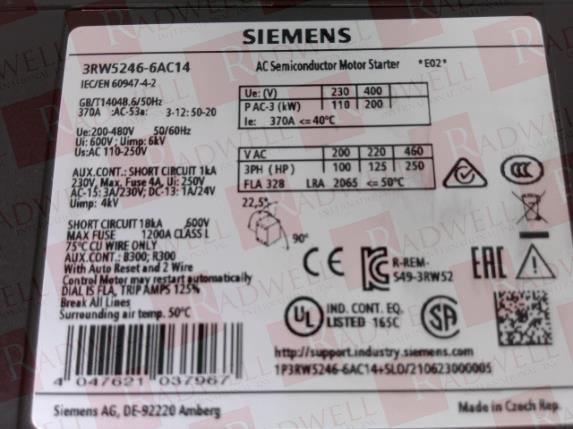 SIEMENS
3RW5246-6AC14
AC Semiconductor Motor Starter *E02*
IEC/EN 60947-4-2
GB/T14048.6/50Hz
370A :AC-53a: 3-12:50-20
Ue:200-480V 50/60Hz
Ui: 600V ; Uimp: 6kV
Us:AC 110-250V
AUX.CONT.: SHORT CIRCUIT 1kA
230V, Max. Fuse 4A, Ui: 250V
AC-15: 3A/230V; DC-13: 1A/24V
Uimp: 4kV
SHORT CIRCUIT 18kA ,600V
MAX FUSE 1200A CLASS L
75°C CU WIRE ONLY
AUX.CONT.: B300; R300
With Auto Reset and 2 Wire
Control Motor may restart automatically
DIAL IS FLA, TRIP AMPS 125%
Break All Lines
Surrounding air temp. 50°C
Ue: (V) 230 400
P AC-3 (kW) 110 200
Ie: 370A <= 40°C
V AC 200 220 460
3PH (HP) 100 125 250
FLA 328 LRA 2065 <= 50°C
22,5°
90°
CE
R-REM-
S49-3RW52
EAC
UL
IND. CONT. EQ.
LISTED 165C
SA
http://support.industry.siemens.com
1P3RW5246-6AC14+SLO/210623000005
4 047621 037967
Siemens AG, DE-92220 Amberg
Made in Czech Rep.
RADWELL